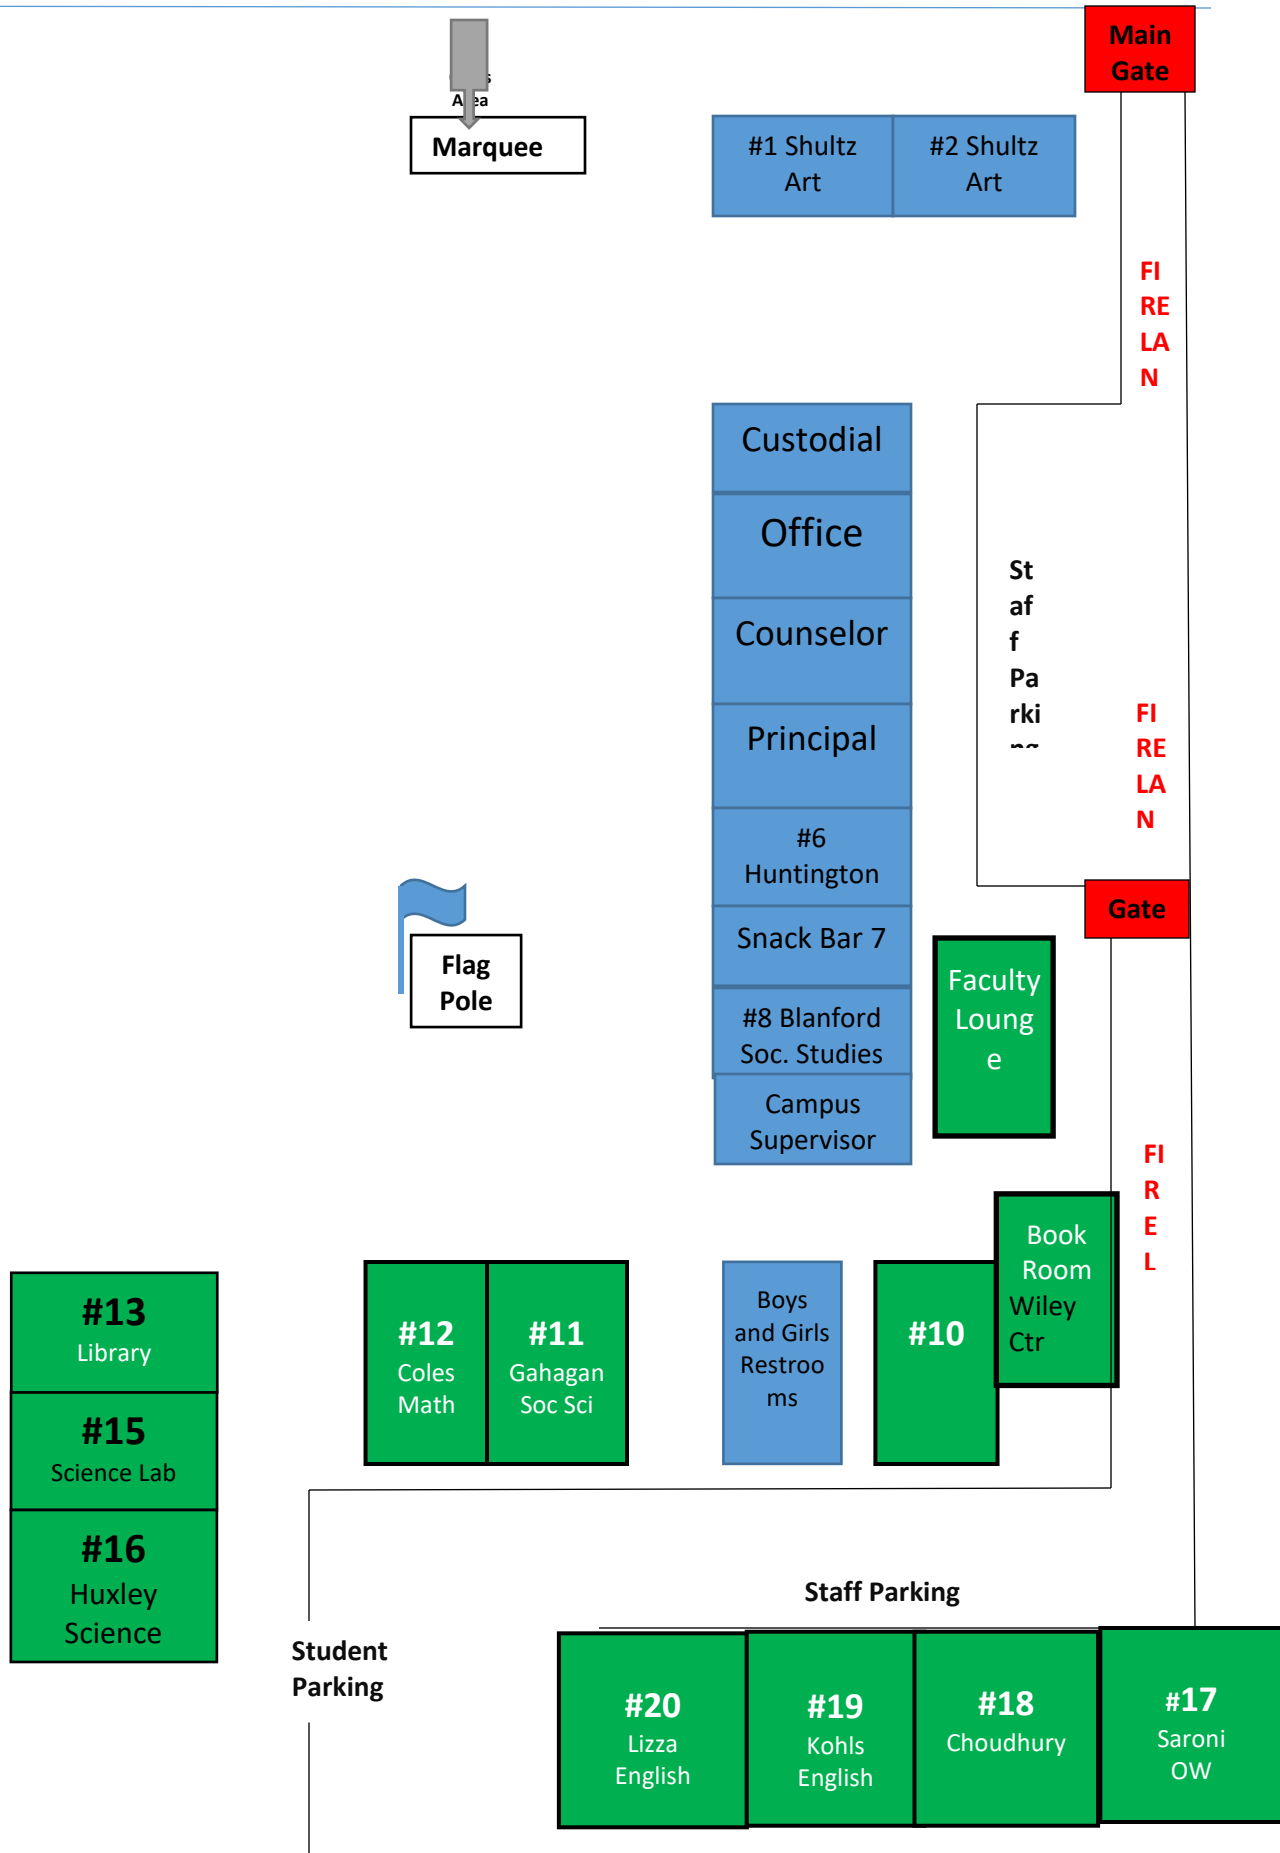 Main
Gate
Area
Marquee
#1 Shultz
Art
#2 Shultz
Art
FI
RE
LA
N
Custodial
Office
Counselor
Principal
#6
Huntington
Snack Bar 7
#8 Blanford
Soc. Studies
Campus
Supervisor
St
af
f
Pa
rki
ng
FI
RE
LA
N
Gate
Flag
Pole
Faculty
Loung
e
FI
R
E
L
Book
Room
Wiley
Ctr
#13
Library
#15
Science Lab
#16
Huxley
Science
#12
Coles
Math
#11
Gahagan
Soc Sci
Boys
and Girls
Restroo
ms
#10
Staff Parking
Student
Parking
#20
Lizza
English
#19
Kohls
English
#18
Choudhury
#17
Saroni
OW